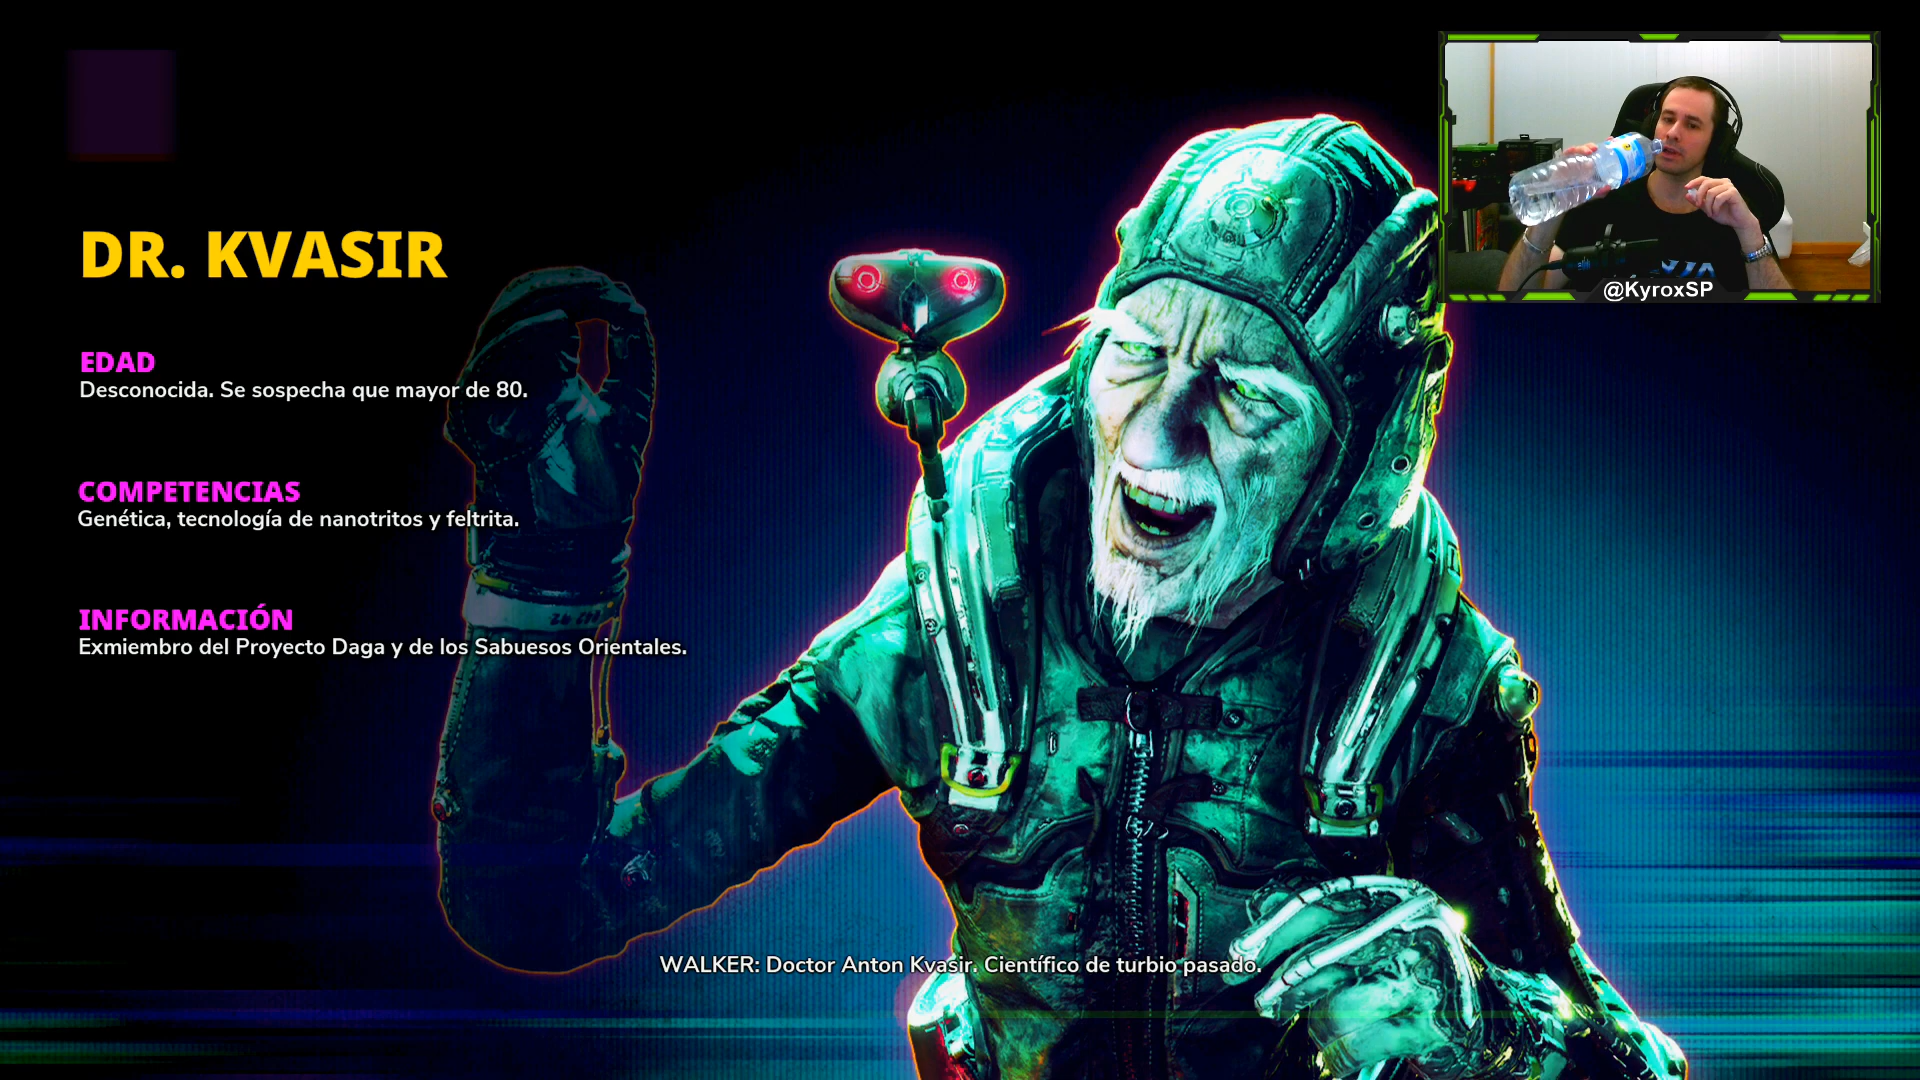 DR. KVASIR
EDAD
Desconocida. Se sospecha que mayor de 80.
COMPETENCIAS
Genética, tecnología de nanotritos y feltrita.
INFORMACIÓN
Exmiembro del Proyecto Daga y de los Sabuesos Orientales.
@KyroxSP
WALKER: Doctor Anton Kvasir. Científico de turbio pasado.